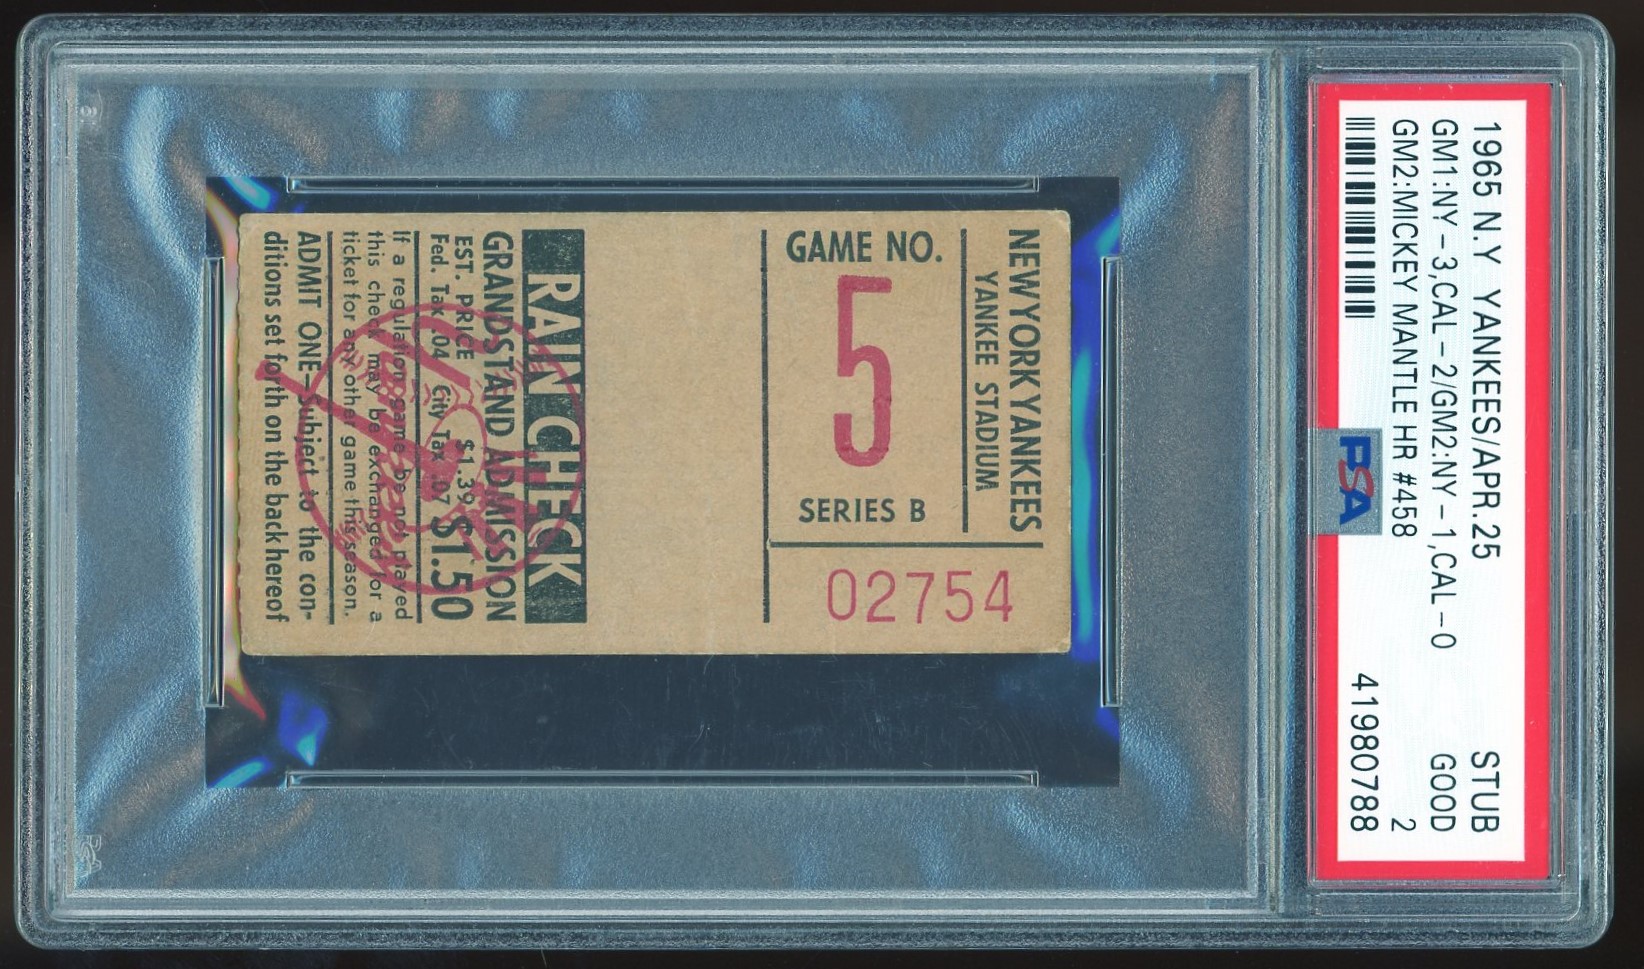 1965 N.Y YANKEES/APR.25 STUB
GM1:NY-3,CAL-2/GM2:NY-1,CAL-0 GOOD
GM2:MICKEY MANTLE HR #458 2
41980788
PSA
NEW YORK YANKEES
YANKEE STADIUM
GAME NO.
5
SERIES B
02754
RAIN CHECK
GRANDSTAND ADMISSION
EST. PRICE $1.39
Fed. Tax .04 City Tax .07 $1.50
If a regulation game be not played
this check may be exchanged for a
ticket for any other game this season.
ADMIT ONE—Subject to the con-
ditions set forth on the back hereof